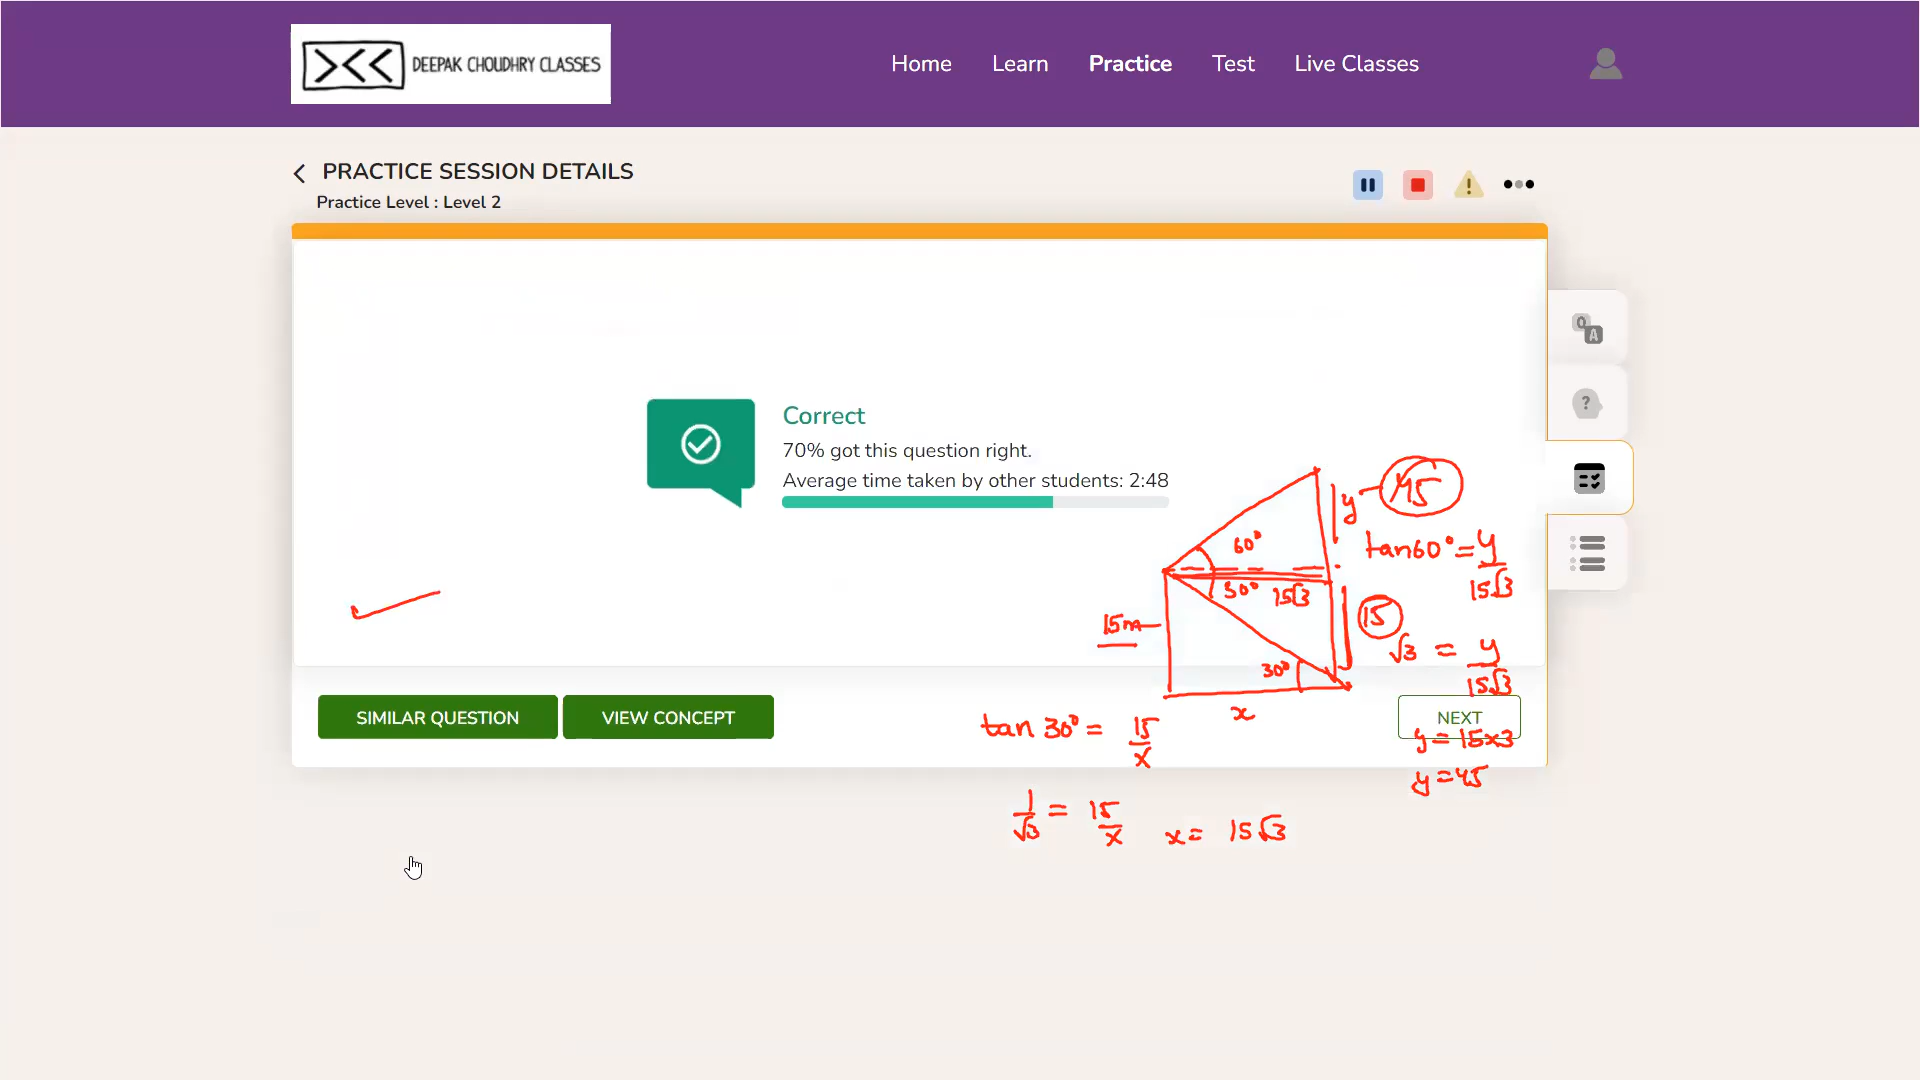 DEEPAK CHOUDHRY CLASSES
Home Learn Practice Test Live Classes
PRACTICE SESSION DETAILS
Practice Level : Level 2
Correct
70% got this question right.
Average time taken by other students: 2:48
y 45
60°
tan60° = y/15√3
30° 15√3
15m
15
√3 = y/15√3
30°
x
SIMILAR QUESTION
VIEW CONCEPT
NEXT
tan 30° = 15/x
y = 15x3
y = 45
1/√3 = 15/x x = 15√3